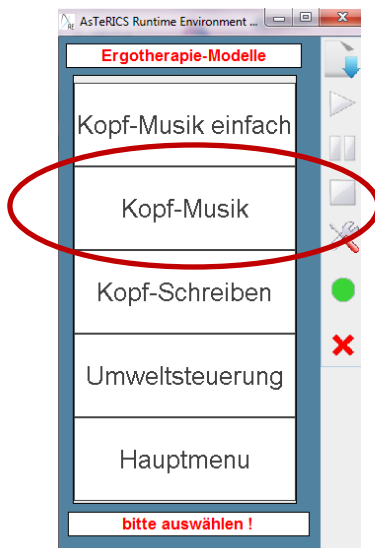 AsTeRICS Runtime Environment ...
Ergotherapie-Modelle
Kopf-Musik einfach
Kopf-Musik
Kopf-Schreiben
Umweltsteuerung
Hauptmenu
bitte auswählen !